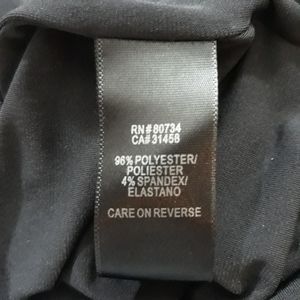 RN# 80734
CA# 31458
96% POLYESTER/
POLIESTER
4% SPANDEX/
ELASTANO
CARE ON REVERSE